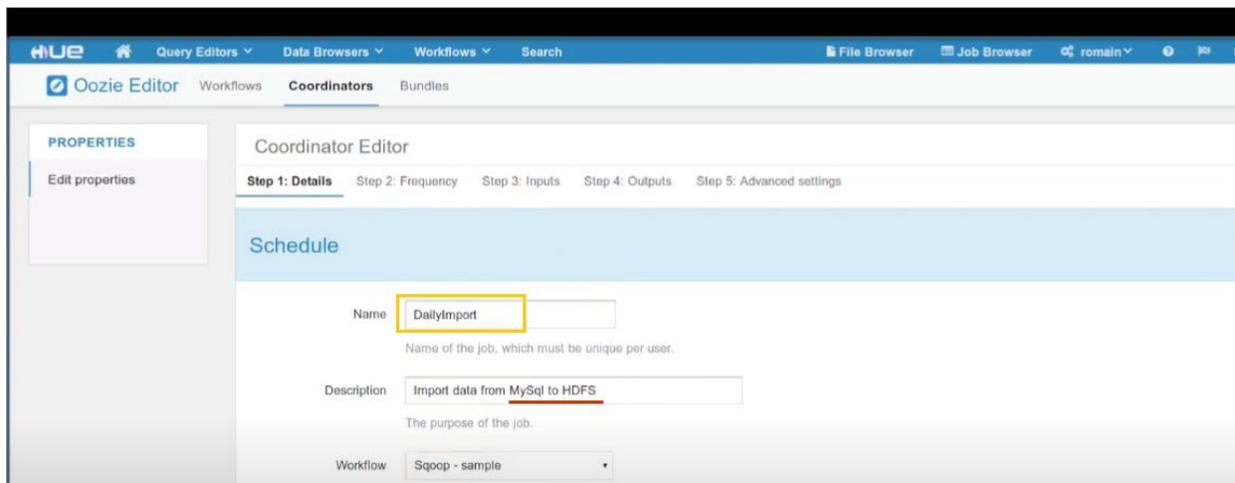 HUE Query Editors Data Browsers Workflows Search File Browser Job Browser romain
Oozie Editor Workflows Coordinators Bundles
PROPERTIES
Edit properties
Coordinator Editor
Step 1: Details Step 2: Frequency Step 3: Inputs Step 4: Outputs Step 5: Advanced settings
Schedule
Name DailyImport
Name of the job, which must be unique per user.
Description Import data from MySql to HDFS
The purpose of the job.
Workflow Sqoop - sample